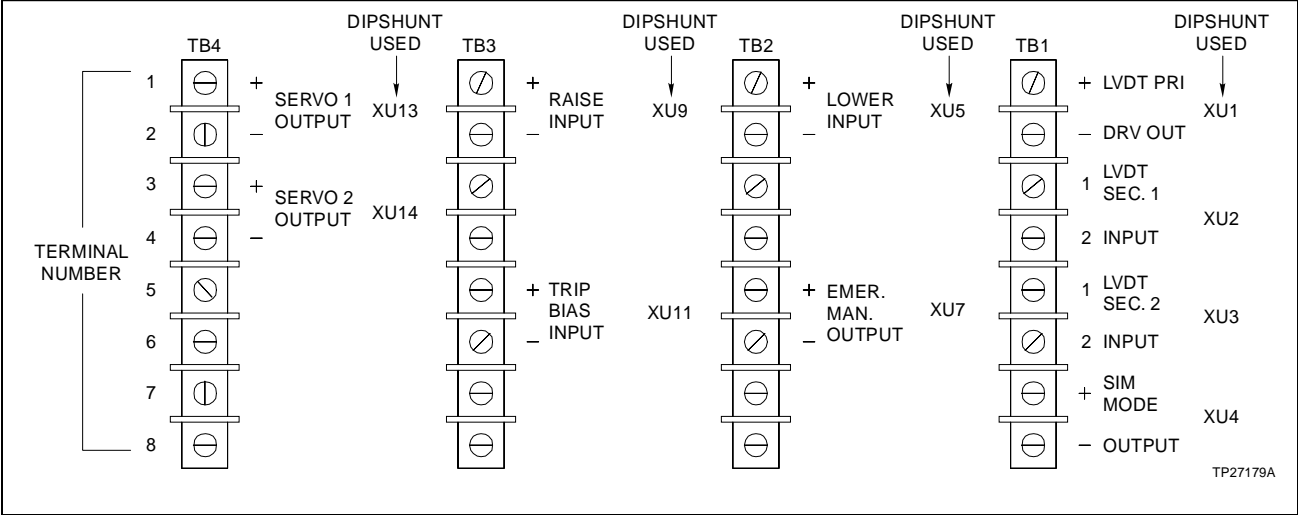 DIPSHUNT
USED
DIPSHUNT
USED
DIPSHUNT
USED
DIPSHUNT
USED
TB4
TB3
TB2
TB1
TERMINAL
NUMBER
1
2
3
4
5
6
7
8
+
SERVO 1
OUTPUT
−
XU13
+
SERVO 2
OUTPUT
−
XU14
+
RAISE
INPUT
−
XU9
+ TRIP
BIAS
INPUT
−
XU11
+
LOWER
INPUT
−
XU5
+ EMER.
MAN.
OUTPUT
−
XU7
+ LVDT PRI
− DRV OUT
XU1
1 LVDT
SEC. 1
2 INPUT
XU2
1 LVDT
SEC. 2
2 INPUT
XU3
+ SIM
MODE
− OUTPUT
XU4
TP27179A